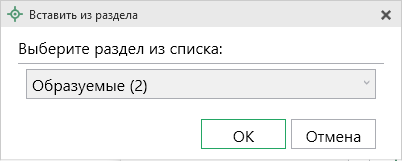 Вставить из раздела
Выберите раздел из списка:
Образуемые (2)
ОК
Отмена